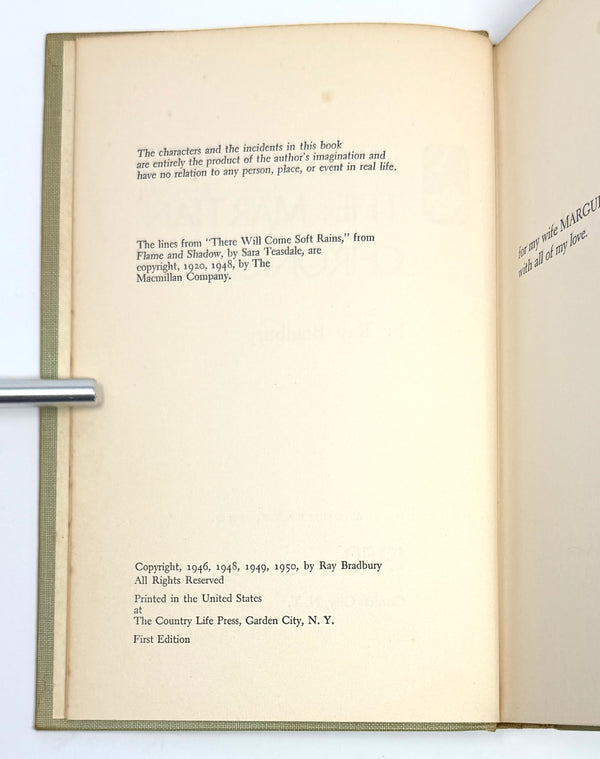 The characters and the incidents in this book
are entirely the product of the author's imagination and
have no relation to any person, place, or event in real life.
The lines from "There Will Come Soft Rains," from
Flame and Shadow, by Sara Teasdale, are
copyright, 1920, 1948, by The
Macmillan Company.
Copyright, 1946, 1948, 1949, 1950, by Ray Bradbury
All Rights Reserved
Printed in the United States
at
The Country Life Press, Garden City, N. Y.
First Edition
for my wife
with all of my love.